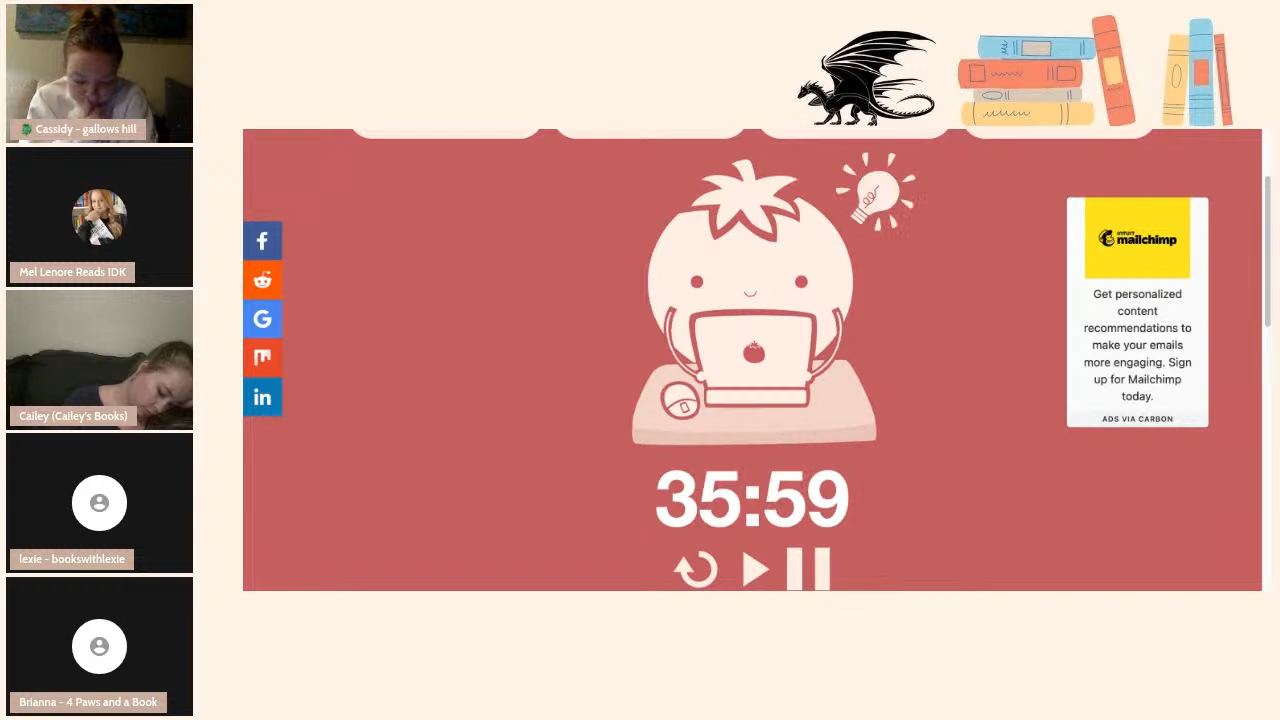 Cassidy - gallows hill
Mel Lenore Reads IDK
Cailey (Cailey's Books)
lexie - bookswithlexie
Brianna - 4 Paws and a Book
35:59
INTUIT
mailchimp
Get personalized
content
recommendations to
make your emails
more engaging. Sign
up for Mailchimp
today.
ADS VIA CARBON